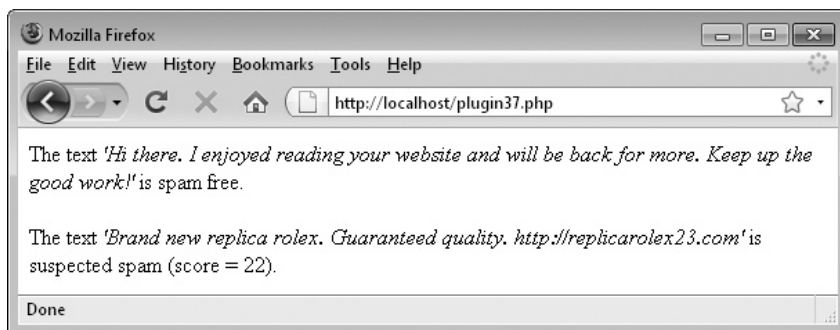 Mozilla Firefox
File Edit View History Bookmarks Tools Help
http://localhost/plugin37.php
The text 'Hi there. I enjoyed reading your website and will be back for more. Keep up the
good work!' is spam free.
The text 'Brand new replica rolex. Guaranteed quality. http://replicarolex23.com' is
suspected spam (score = 22).
Done